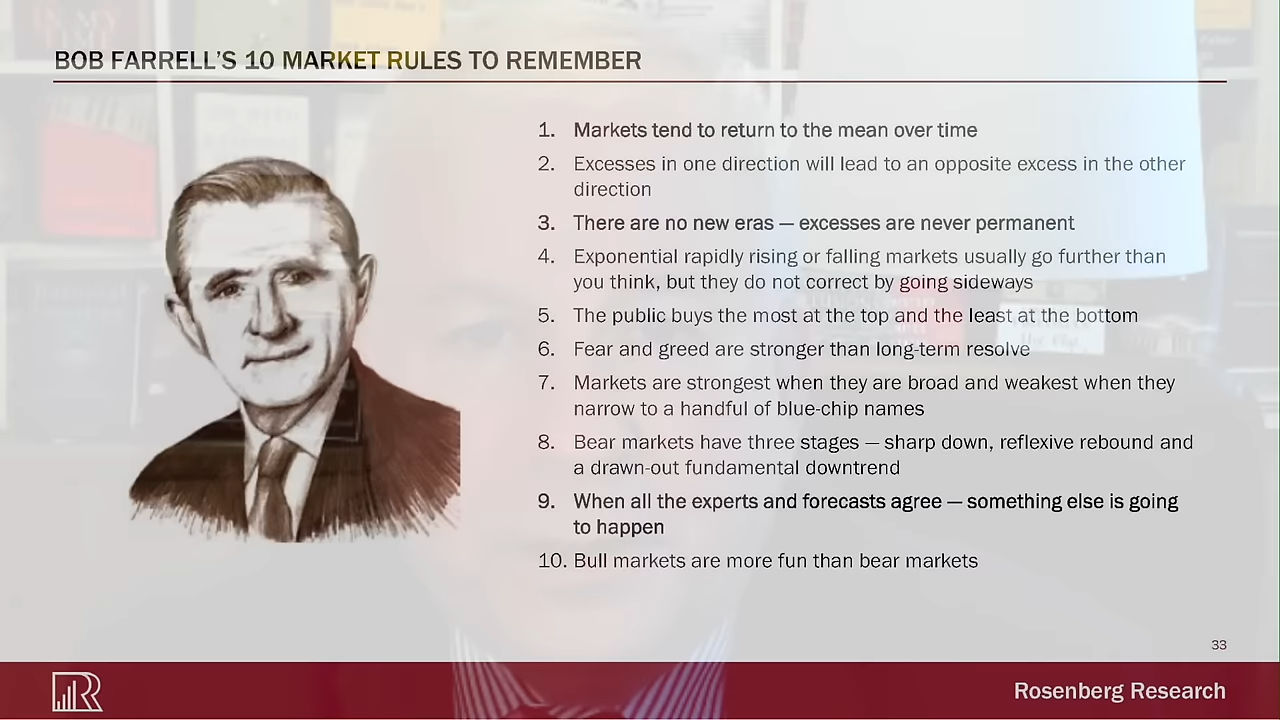 BOB FARRELL’S 10 MARKET RULES TO REMEMBER
1. Markets tend to return to the mean over time
2. Excesses in one direction will lead to an opposite excess in the other
direction
3. There are no new eras — excesses are never permanent
4. Exponential rapidly rising or falling markets usually go further than
you think, but they do not correct by going sideways
5. The public buys the most at the top and the least at the bottom
6. Fear and greed are stronger than long-term resolve
7. Markets are strongest when they are broad and weakest when they
narrow to a handful of blue-chip names
8. Bear markets have three stages — sharp down, reflexive rebound and
a drawn-out fundamental downtrend
9. When all the experts and forecasts agree — something else is going
to happen
10. Bull markets are more fun than bear markets
33
R
Rosenberg Research